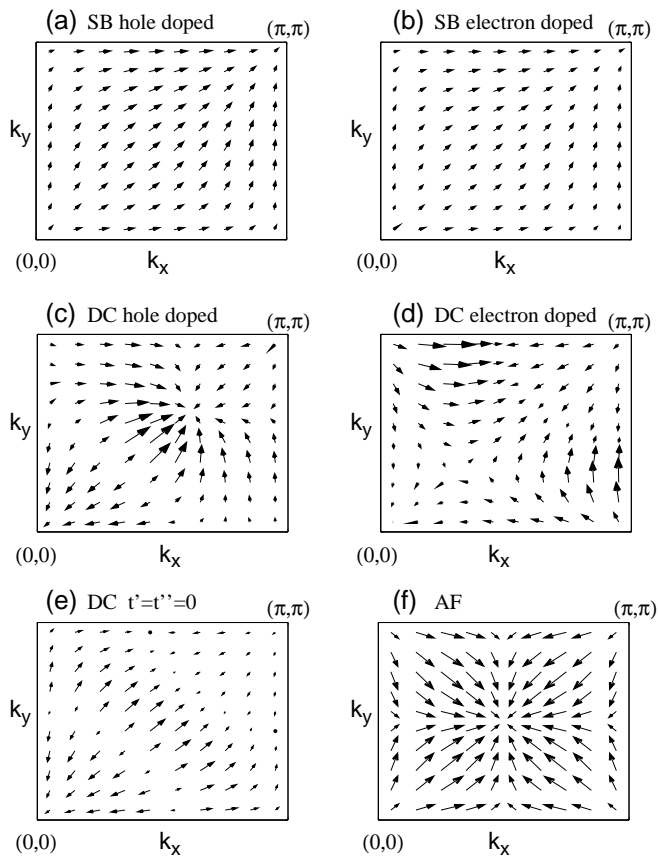 (a) SB hole doped (π,π)
k_y
(0,0) k_x
(b) SB electron doped (π,π)
k_y
(0,0) k_x
(c) DC hole doped (π,π)
k_y
(0,0) k_x
(d) DC electron doped (π,π)
k_y
(0,0) k_x
(e) DC t'=t''=0 (π,π)
k_y
(0,0) k_x
(f) AF (π,π)
k_y
(0,0) k_x